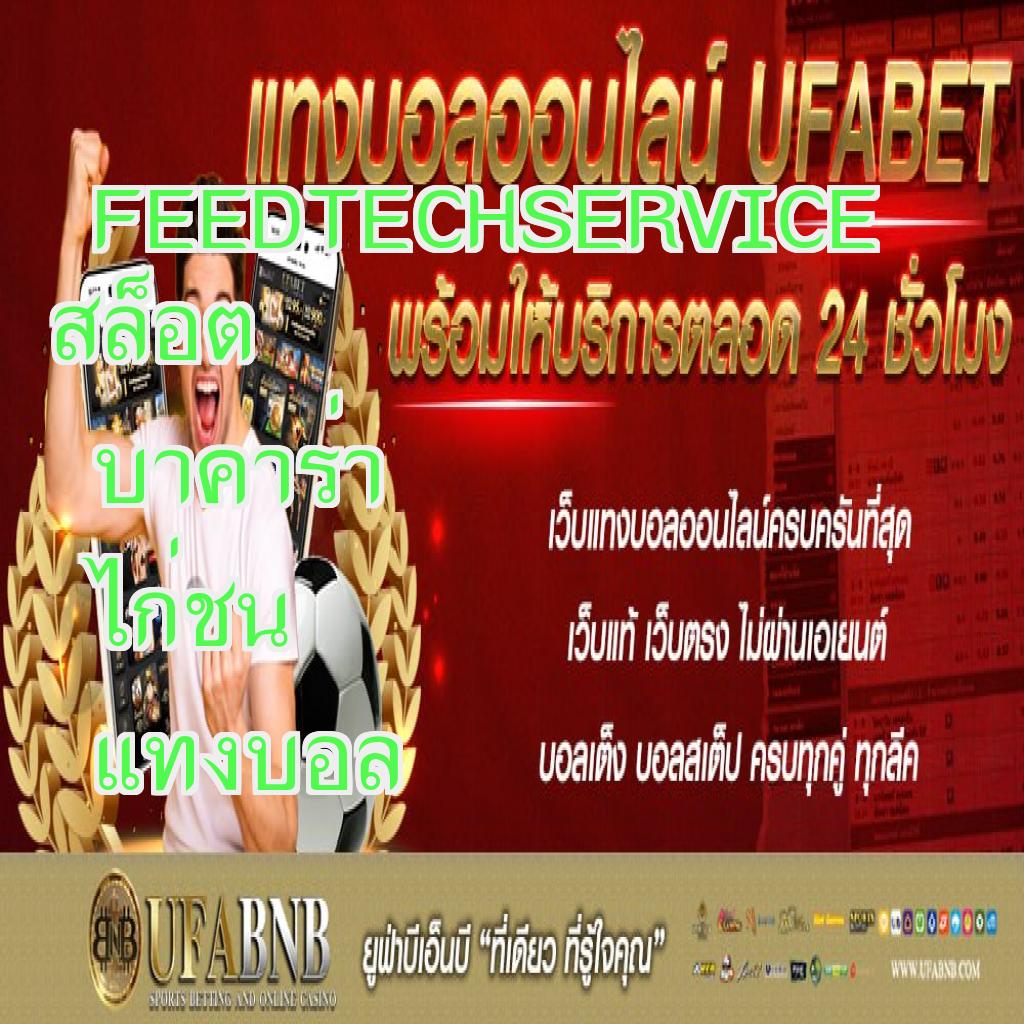 แทงบอลออนไลน์ UFABET
FEEDTECHSERVICE
พร้อมให้บริการตลอด 24 ชั่วโมง
สล็อต
บาคาร่า
ไก่ชน
แทงบอล
เว็บแทงบอลออนไลน์ครบครันที่สุด
เว็บแท้ เว็บตรง ไม่ผ่านเอเยนต์
บอลเต็ง บอลสเต็ป ครบทุกคู่ ทุกลีค
BNB
UFABNB
SPORTS BETTING AND ONLINE CASINO
ยูฟ่าบีเอ็นบี “ที่เดียว ที่รู้ใจคุณ”
WWW.UFABNB.COM